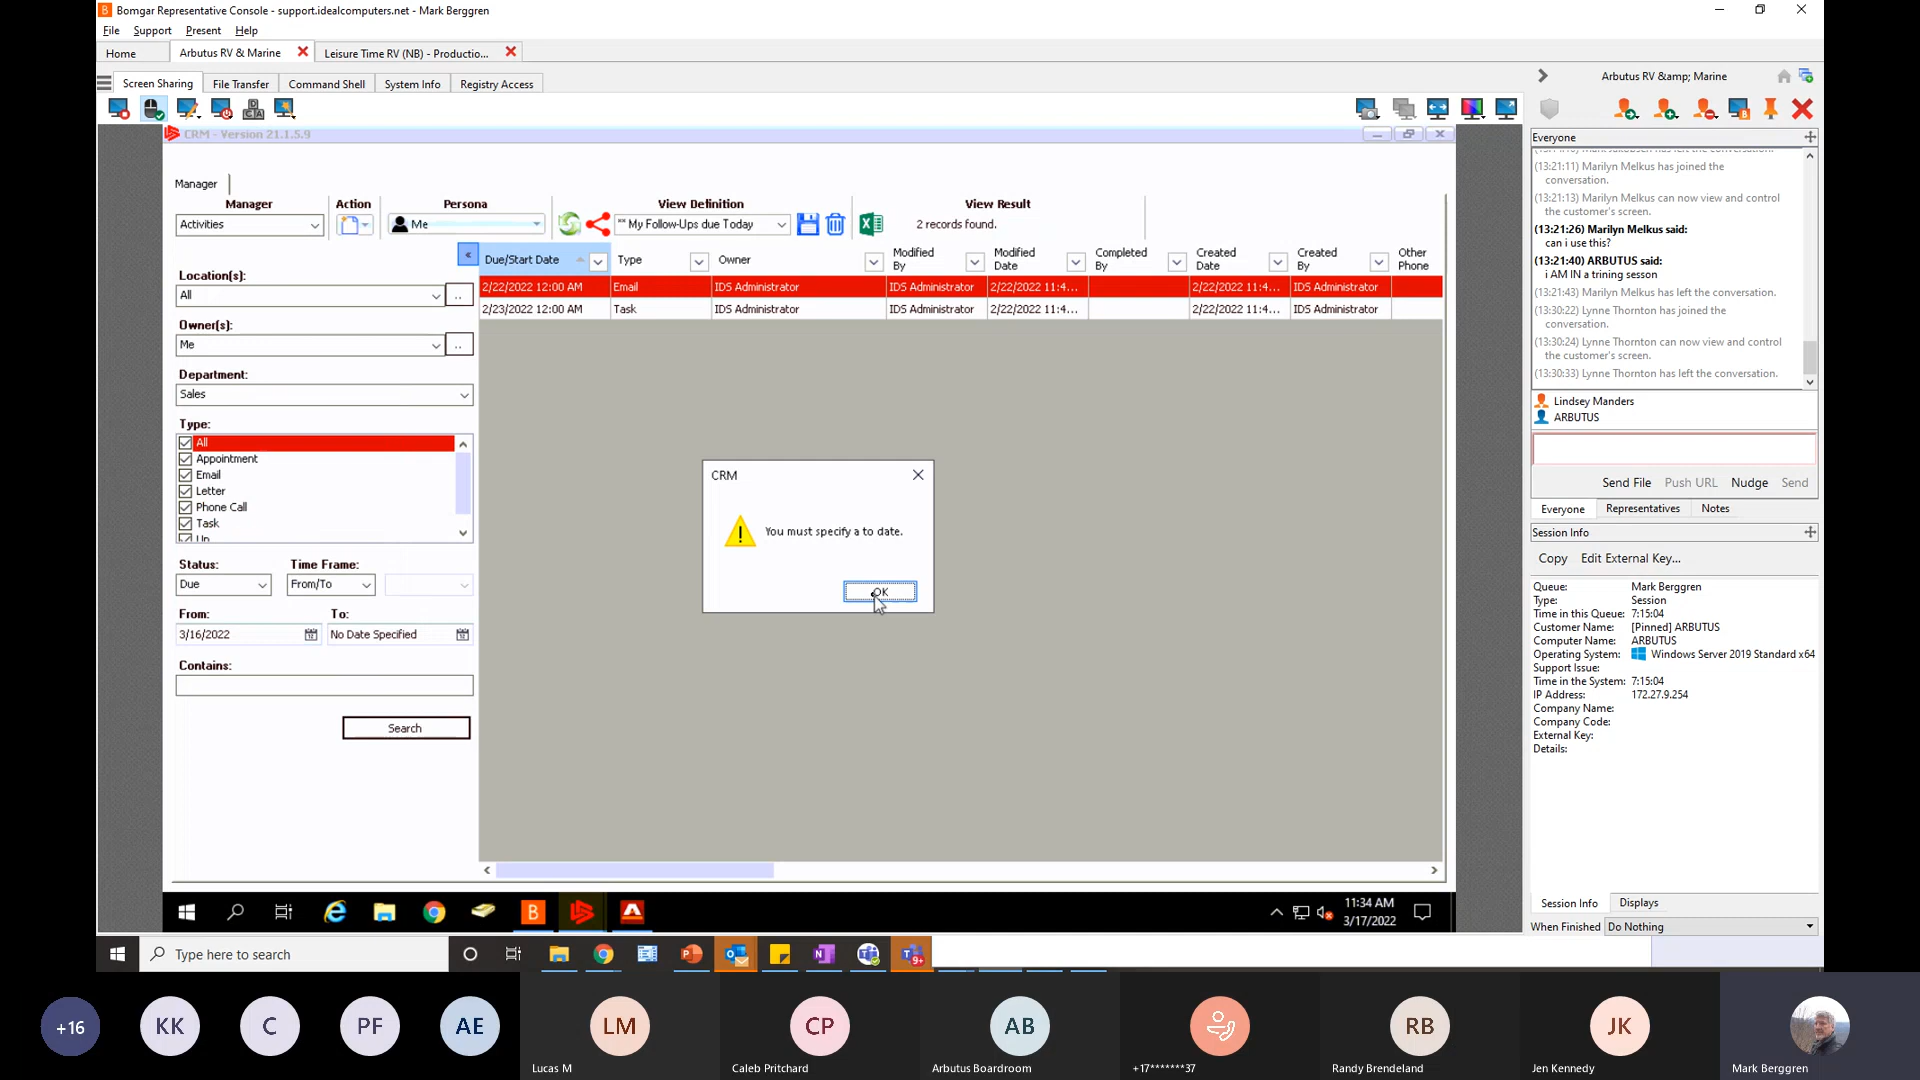 Bomgar Representative Console - support.idealcomputers.net - Mark Berggren
File Support Present Help
Home Arbutus RV & Marine Leisure Time RV (NB) - Productio...
Screen Sharing File Transfer Command Shell System Info Registry Access
Arbutus RV &amp; Marine
CRM - Version 21.1.5.9
Manager
Manager Action Persona View Definition View Result
Activities Me ** My Follow-Ups due Today 2 records found.
« Due/Start Date Type Owner Modified By Modified Date Completed By Created Date Created By Other Phone
2/22/2022 12:00 AM Email IDS Administrator IDS Administrator 2/22/2022 11:4... 2/22/2022 11:4... IDS Administrator
2/23/2022 12:00 AM Task IDS Administrator IDS Administrator 2/22/2022 11:4... 2/22/2022 11:4... IDS Administrator
Location(s):
All ..
Owner(s):
Me ..
Department:
Sales
Type:
All
Appointment
Email
Letter
Phone Call
Task
Up
Status: Time Frame:
Due From/To
From: To:
3/16/2022 No Date Specified
Contains:
Search
CRM
You must specify a to date.
OK
11:34 AM
3/17/2022
Everyone
(13:21:11) Marilyn Melkus has joined the
conversation.
(13:21:13) Marilyn Melkus can now view and control
the customer's screen.
(13:21:26) Marilyn Melkus said:
can i use this?
(13:21:40) ARBUTUS said:
i AM IN a trining sesson
(13:21:43) Marilyn Melkus has left the conversation.
(13:30:22) Lynne Thornton has joined the
conversation.
(13:30:24) Lynne Thornton can now view and control
the customer's screen.
(13:30:33) Lynne Thornton has left the conversation.
Lindsey Manders
ARBUTUS
Send File Push URL Nudge Send
Everyone Representatives Notes
Session Info
Copy Edit External Key...
Queue: Mark Berggren
Type: Session
Time in this Queue: 7:15:04
Customer Name: [Pinned] ARBUTUS
Computer Name: ARBUTUS
Operating System: Windows Server 2019 Standard x64
Support Issue:
Time in the System: 7:15:04
IP Address: 172.27.9.254
Company Name:
Company Code:
External Key:
Details:
Session Info Displays
When Finished Do Nothing
Type here to search
9+
+16 KK C PF AE LM CP AB RB JK
Lucas M Caleb Pritchard Arbutus Boardroom +17*******37 Randy Brendeland Jen Kennedy Mark Berggren